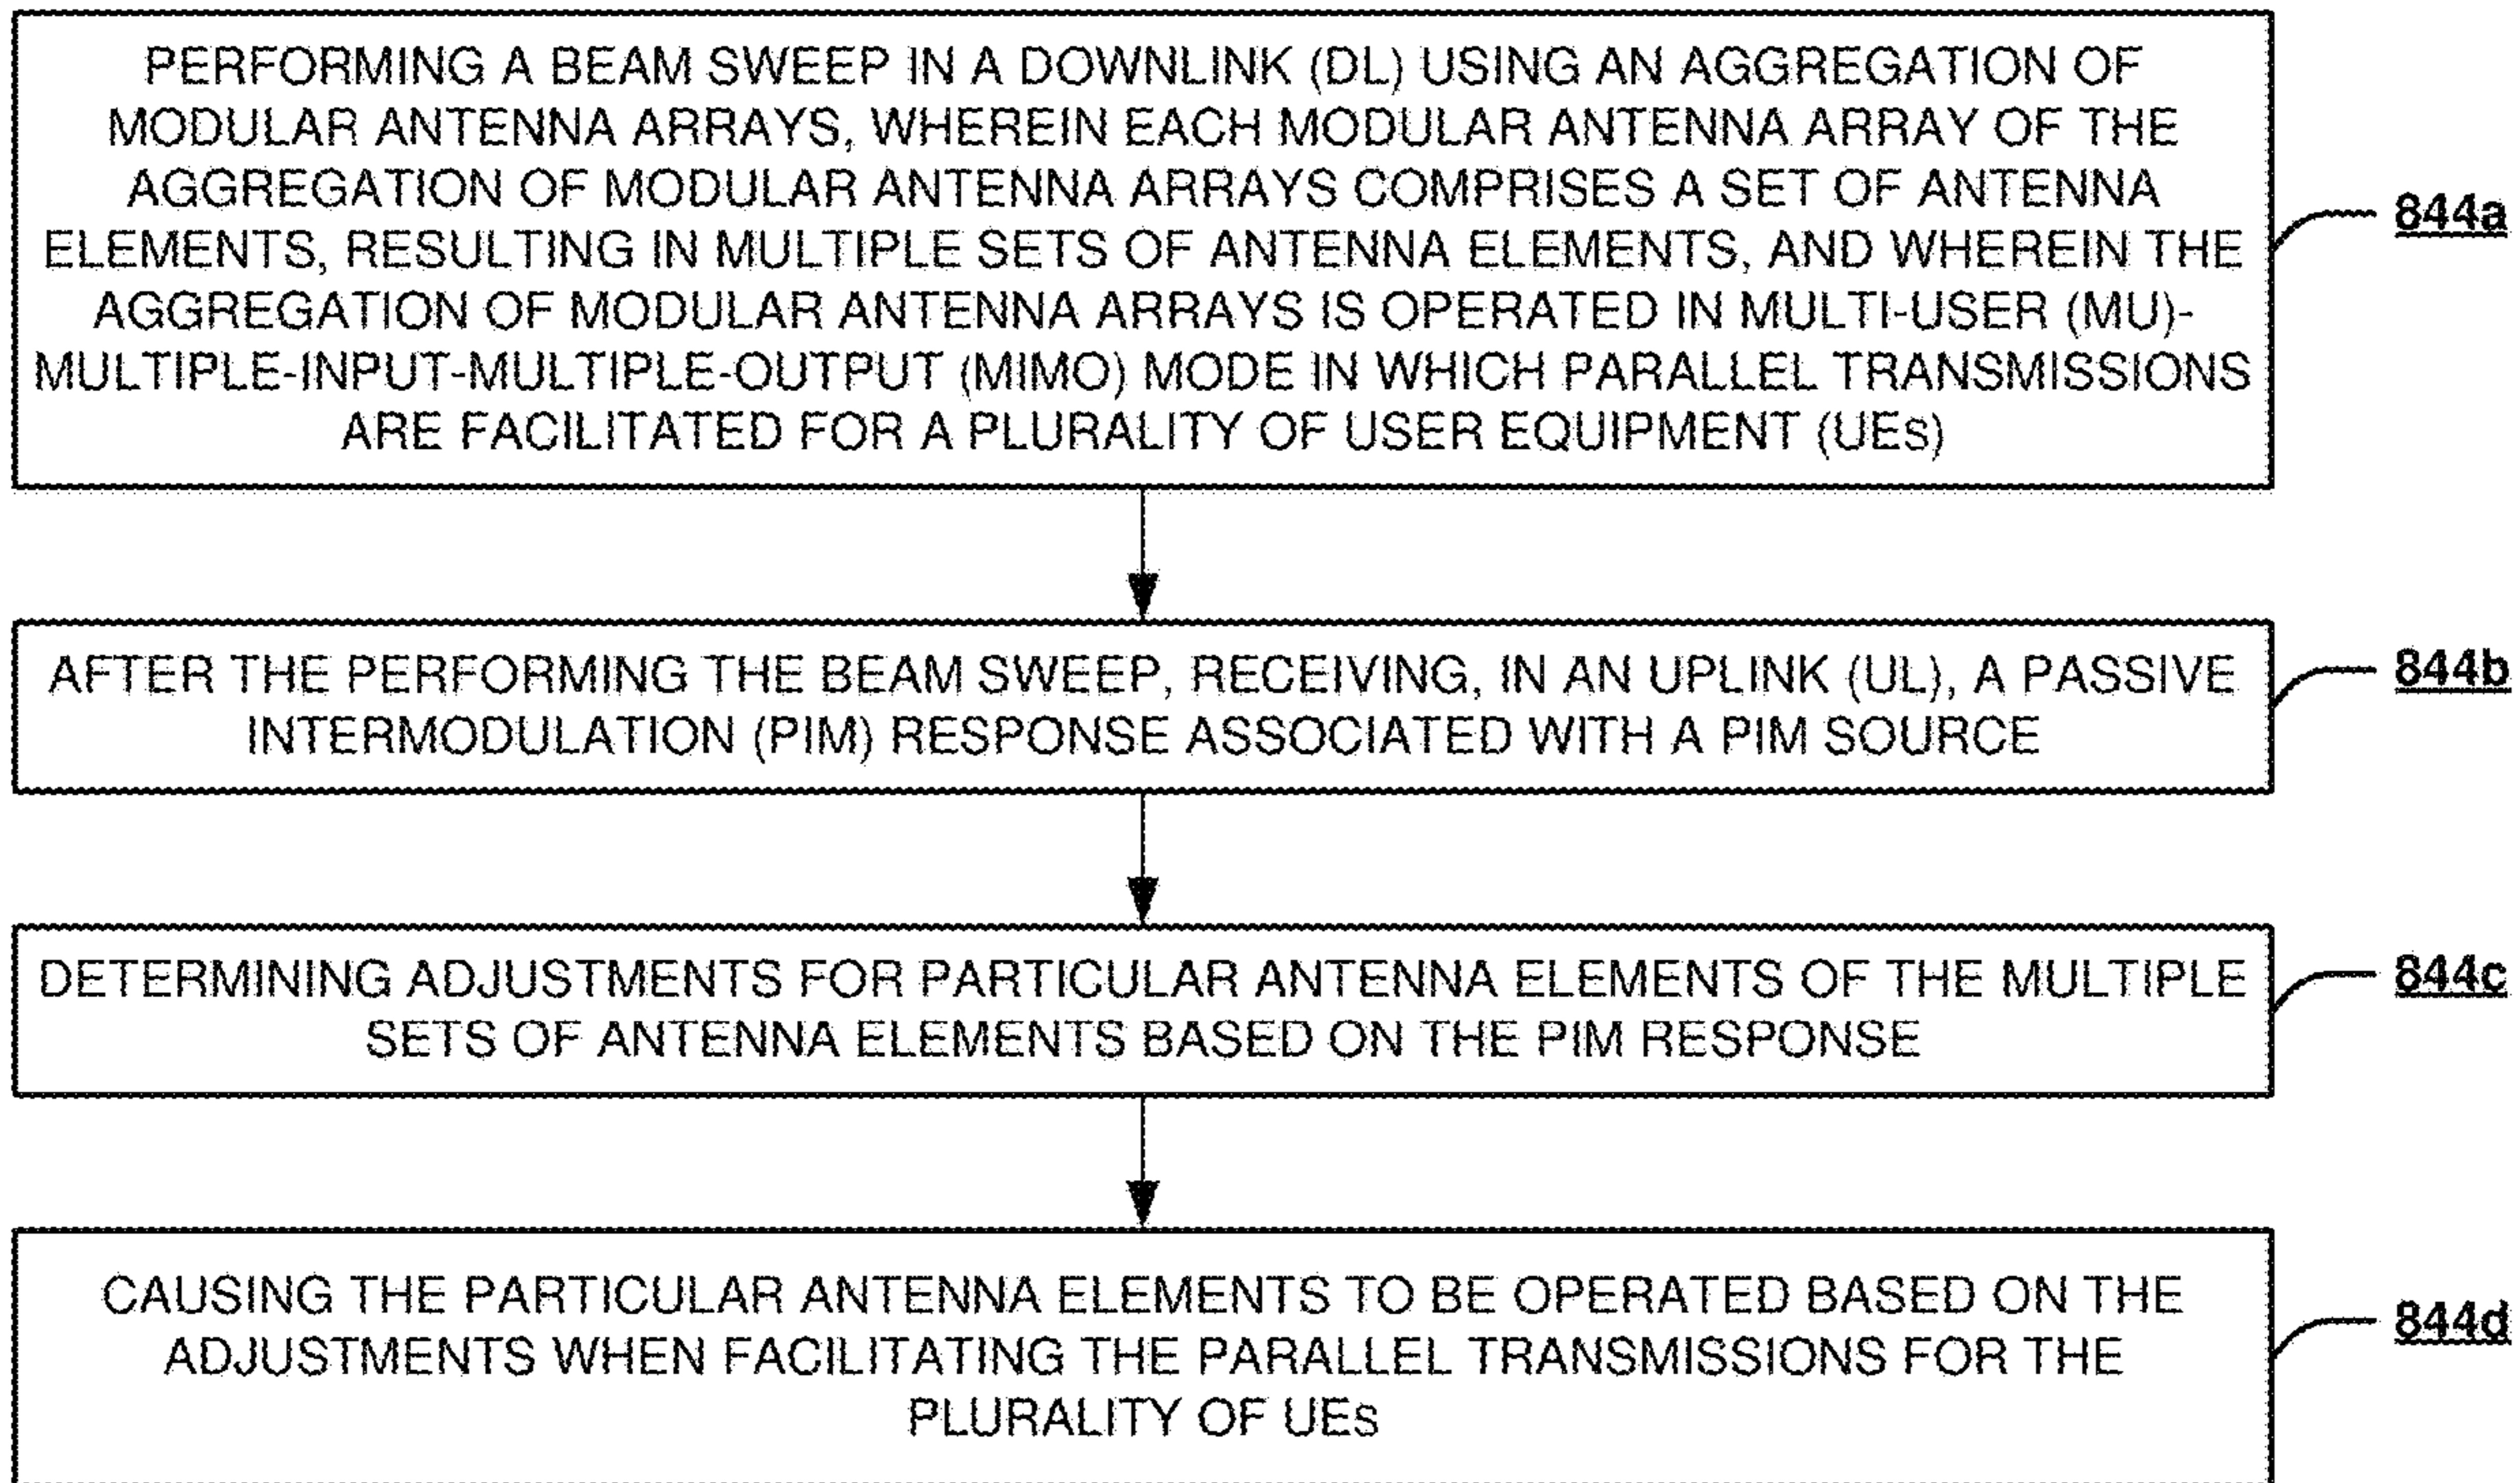 PERFORMING A BEAM SWEEP IN A DOWNLINK (DL) USING AN AGGREGATION OF
MODULAR ANTENNA ARRAYS, WHEREIN EACH MODULAR ANTENNA ARRAY OF THE
AGGREGATION OF MODULAR ANTENNA ARRAYS COMPRISES A SET OF ANTENNA
ELEMENTS, RESULTING IN MULTIPLE SETS OF ANTENNA ELEMENTS, AND WHEREIN THE
AGGREGATION OF MODULAR ANTENNA ARRAYS IS OPERATED IN MULTI-USER (MU)-
MULTIPLE-INPUT-MULTIPLE-OUTPUT (MIMO) MODE IN WHICH PARALLEL TRANSMISSIONS
ARE FACILITATED FOR A PLURALITY OF USER EQUIPMENT (UEs)
844a
AFTER THE PERFORMING THE BEAM SWEEP, RECEIVING, IN AN UPLINK (UL), A PASSIVE
INTERMODULATION (PIM) RESPONSE ASSOCIATED WITH A PIM SOURCE
844b
DETERMINING ADJUSTMENTS FOR PARTICULAR ANTENNA ELEMENTS OF THE MULTIPLE
SETS OF ANTENNA ELEMENTS BASED ON THE PIM RESPONSE
844c
CAUSING THE PARTICULAR ANTENNA ELEMENTS TO BE OPERATED BASED ON THE
ADJUSTMENTS WHEN FACILITATING THE PARALLEL TRANSMISSIONS FOR THE
PLURALITY OF UEs
844d